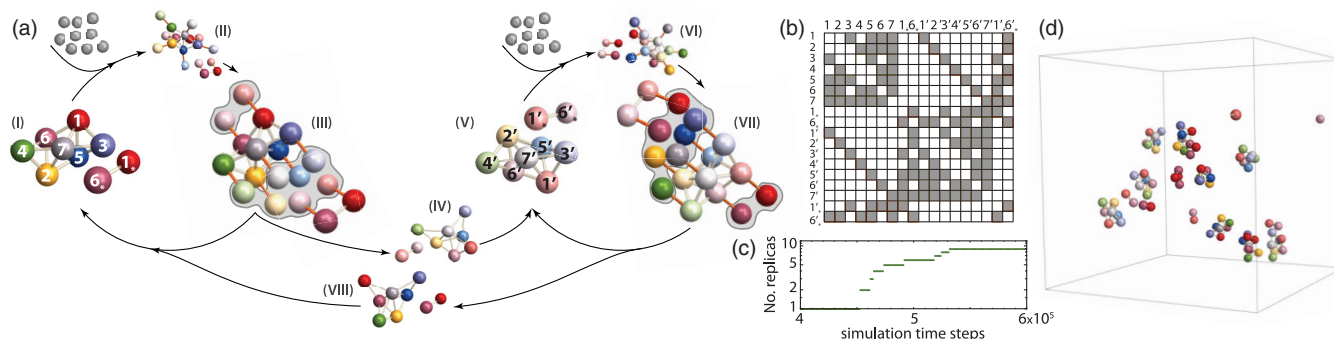 (a)
(II)
(VI)
(I)
1
6
7
3
4
5
2
1*
6*
(III)
(IV)
(V)
1′*
6′*
2′
5′
3′
4′
7′
6′
1′
(VII)
(VIII)
(b)
1 2 3 4 5 6 7 1*6*1′2′3′4′5′6′7′1′*6′*
1
2
3
4
5
6
7
1*
6*
1′
2′
3′
4′
5′
6′
7′
1′*
6′*
(c)
No. replicas
10
5
2
1
4 5 6x10⁵
simulation time steps
(d)